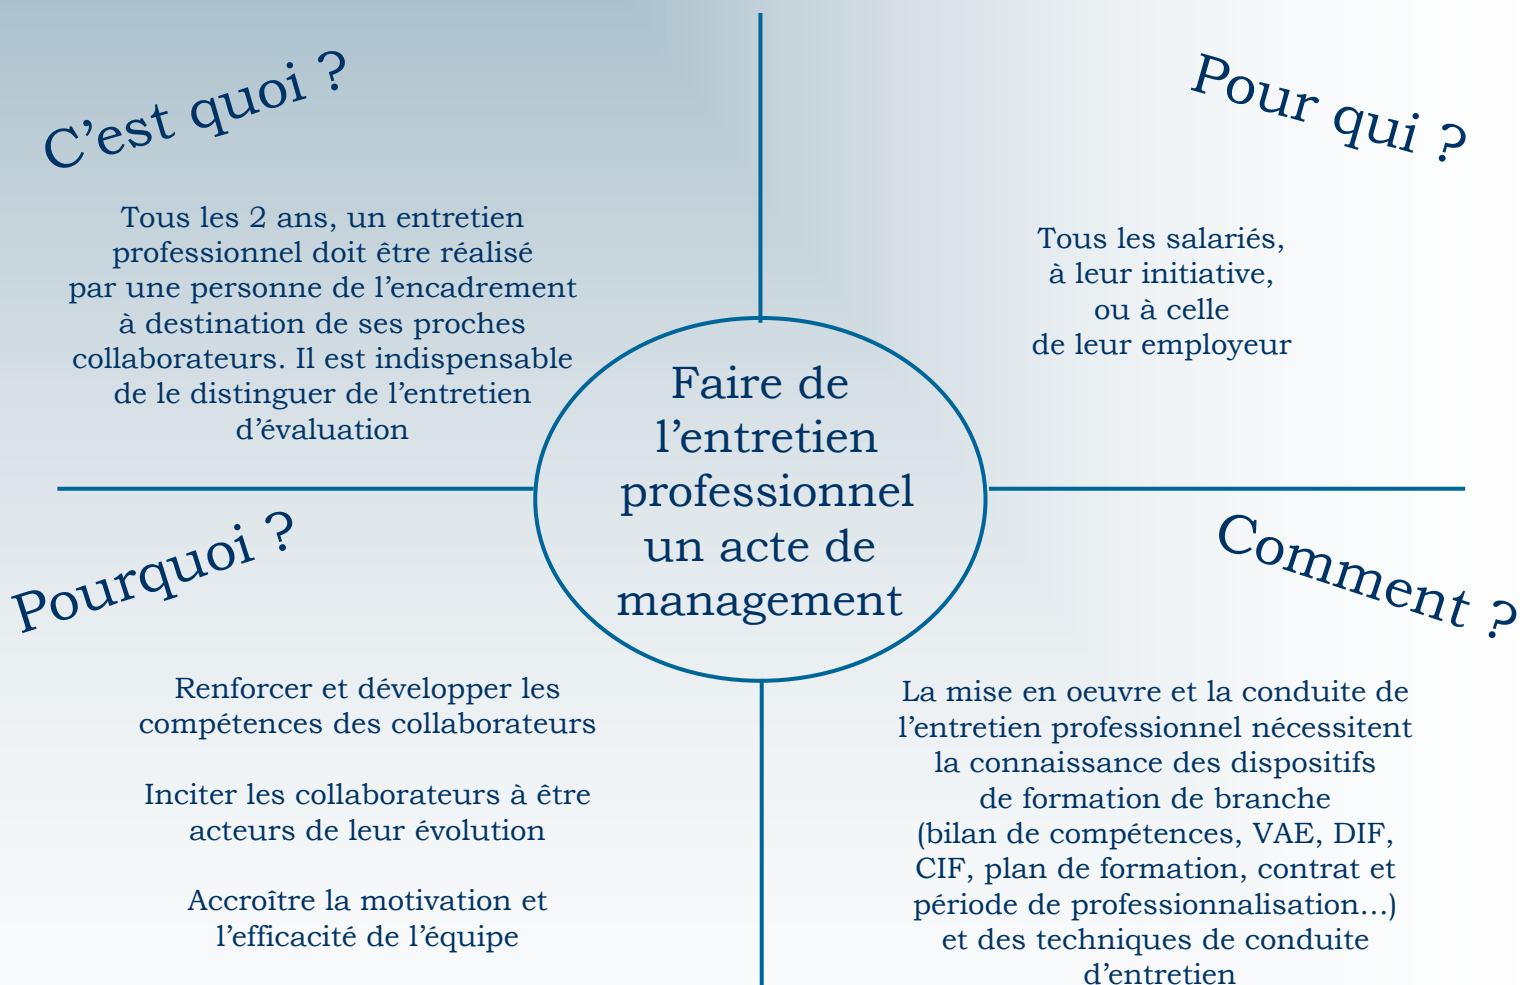 C’est quoi ?
Tous les 2 ans, un entretien
professionnel doit être réalisé
par une personne de l’encadrement
à destination de ses proches
collaborateurs. Il est indispensable
de le distinguer de l’entretien
d’évaluation
Pour qui ?
Tous les salariés,
à leur initiative,
ou à celle
de leur employeur
Faire de
l’entretien
professionnel
un acte de
management
Pourquoi ?
Renforcer et développer les
compétences des collaborateurs
Inciter les collaborateurs à être
acteurs de leur évolution
Accroître la motivation et
l’efficacité de l’équipe
Comment ?
La mise en oeuvre et la conduite de
l’entretien professionnel nécessitent
la connaissance des dispositifs
de formation de branche
(bilan de compétences, VAE, DIF,
CIF, plan de formation, contrat et
période de professionnalisation…)
et des techniques de conduite
d’entretien